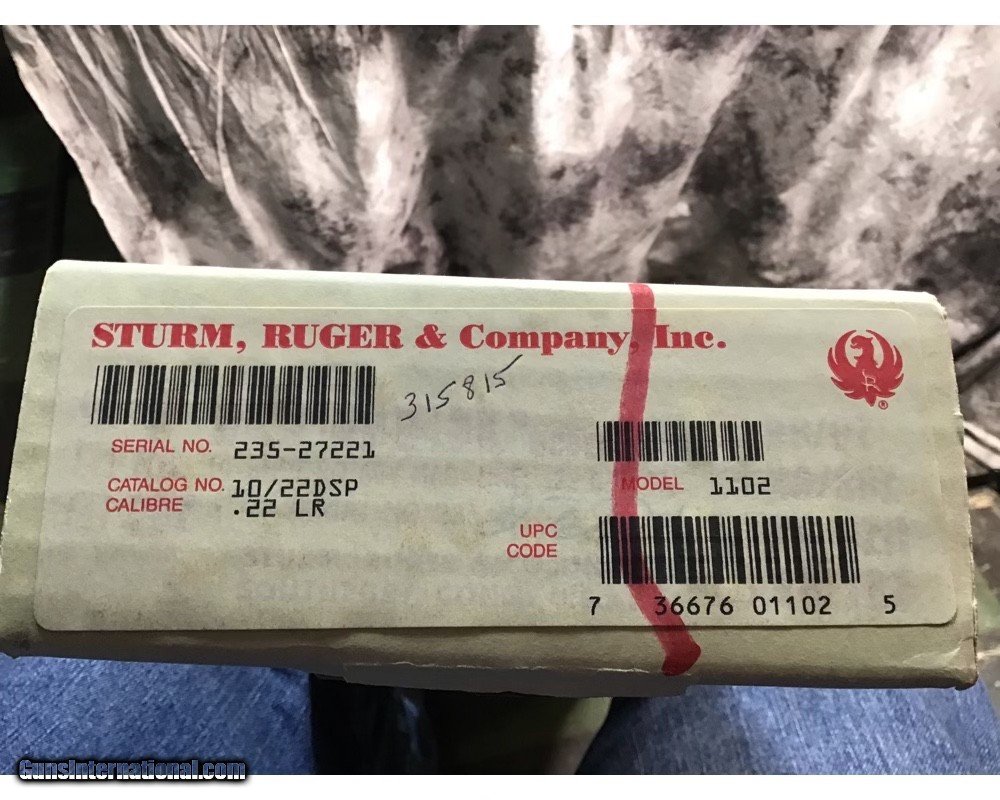 STURM, RUGER & Company, Inc.
315815
SERIAL NO. 235-27221
CATALOG NO. 10/22DSP
CALIBRE .22 LR
MODEL 1102
UPC
CODE
7 36676 01102 5
R
®
GunsInternational.com